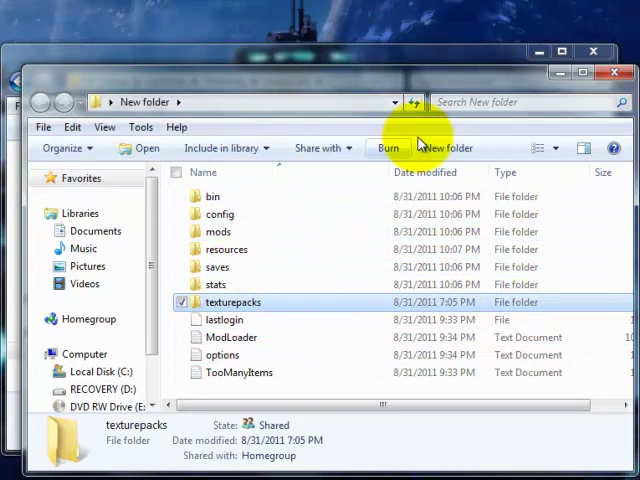 New folder
Search New folder
File Edit View Tools Help
Organize Open Include in library Share with Burn New folder
Name Date modified Type Size
Favorites
Libraries
Documents
Music
Pictures
Videos
Homegroup
Computer
Local Disk (C:)
RECOVERY (D:)
DVD RW Drive (E:
bin 8/31/2011 10:06 PM File folder
config 8/31/2011 10:06 PM File folder
mods 8/31/2011 10:06 PM File folder
resources 8/31/2011 10:07 PM File folder
saves 8/31/2011 10:06 PM File folder
stats 8/31/2011 10:06 PM File folder
texturepacks 8/31/2011 7:05 PM File folder
lastlogin 8/31/2011 9:33 PM File
ModLoader 8/31/2011 9:34 PM Text Document 10
options 8/31/2011 9:34 PM Text Document
TooManyItems 8/31/2011 9:33 PM Text Document
texturepacks State: Shared
File folder Date modified: 8/31/2011 7:05 PM
Shared with: Homegroup